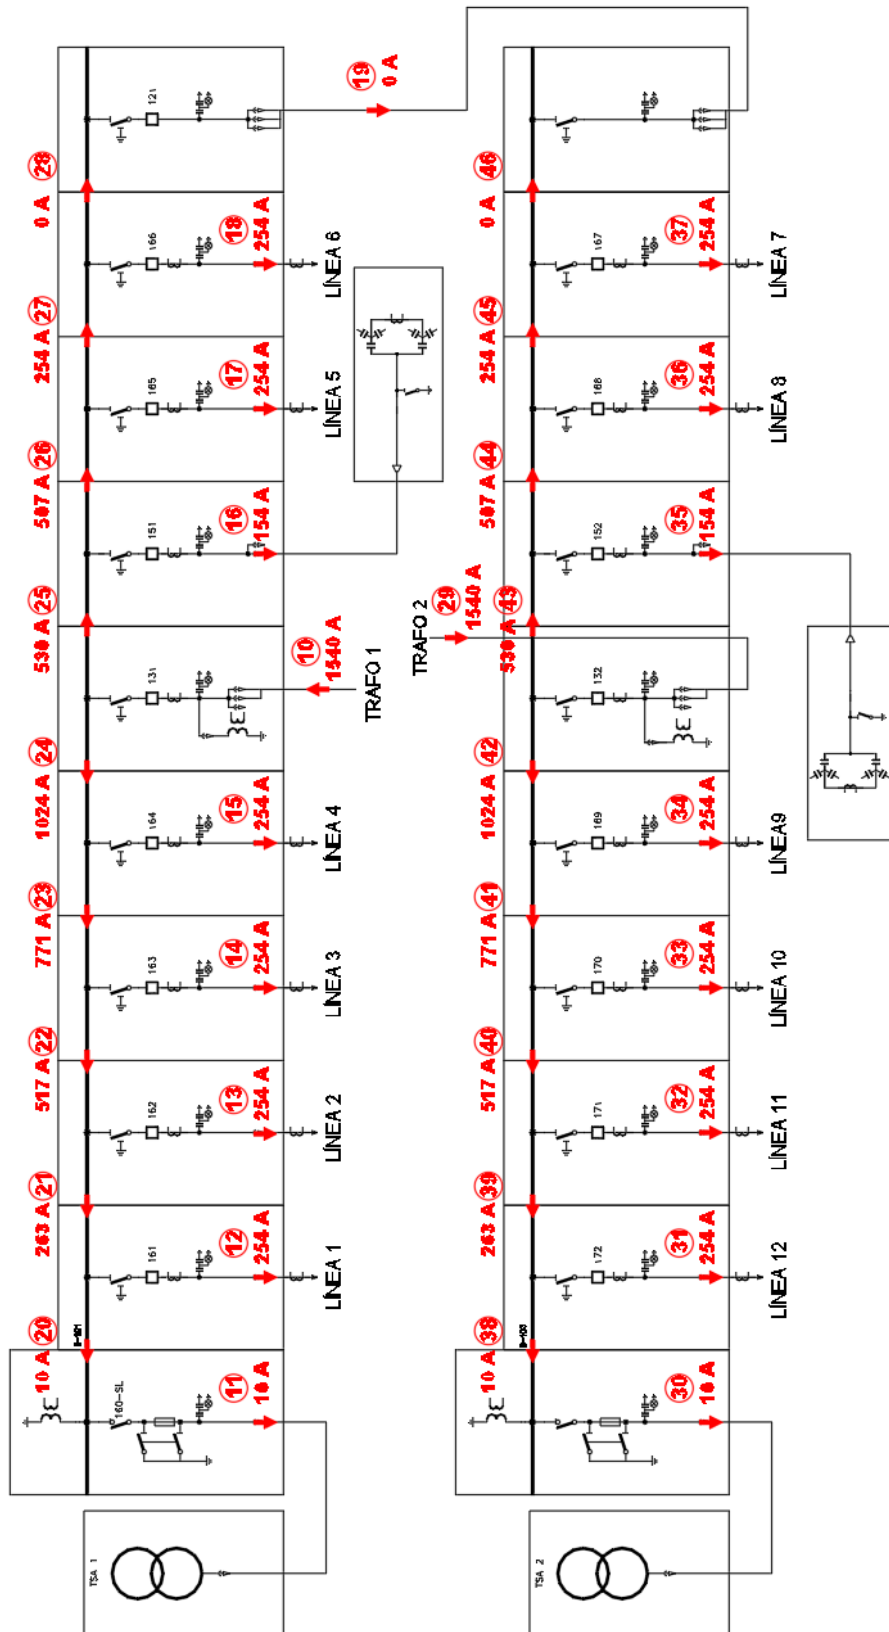 19
0 A
28
0 A
121
46
0 A
18
254 A
166
LÍNEA 6
37
254 A
167
LÍNEA 7
27
254 A
45
254 A
17
254 A
165
LÍNEA 5
36
254 A
168
LÍNEA 8
26
507 A
44
507 A
16
154 A
151
35
154 A
152
25
530 A
29
1540 A
TRAFO 2
43
530 A
10
1540 A
TRAFO 1
131
132
24
1024 A
42
1024 A
15
254 A
164
LÍNEA 4
34
254 A
169
LÍNEA9
23
771 A
41
771 A
14
254 A
163
LÍNEA 3
33
254 A
170
LÍNEA 10
22
517 A
40
517 A
13
254 A
162
LÍNEA 2
32
254 A
171
LÍNEA 11
21
263 A
39
263 A
12
254 A
161
LÍNEA 1
31
254 A
172
LÍNEA 12
20
10 A
38
10 A
11
10 A
160-SL
30
10 A
TSA 1
TSA 2